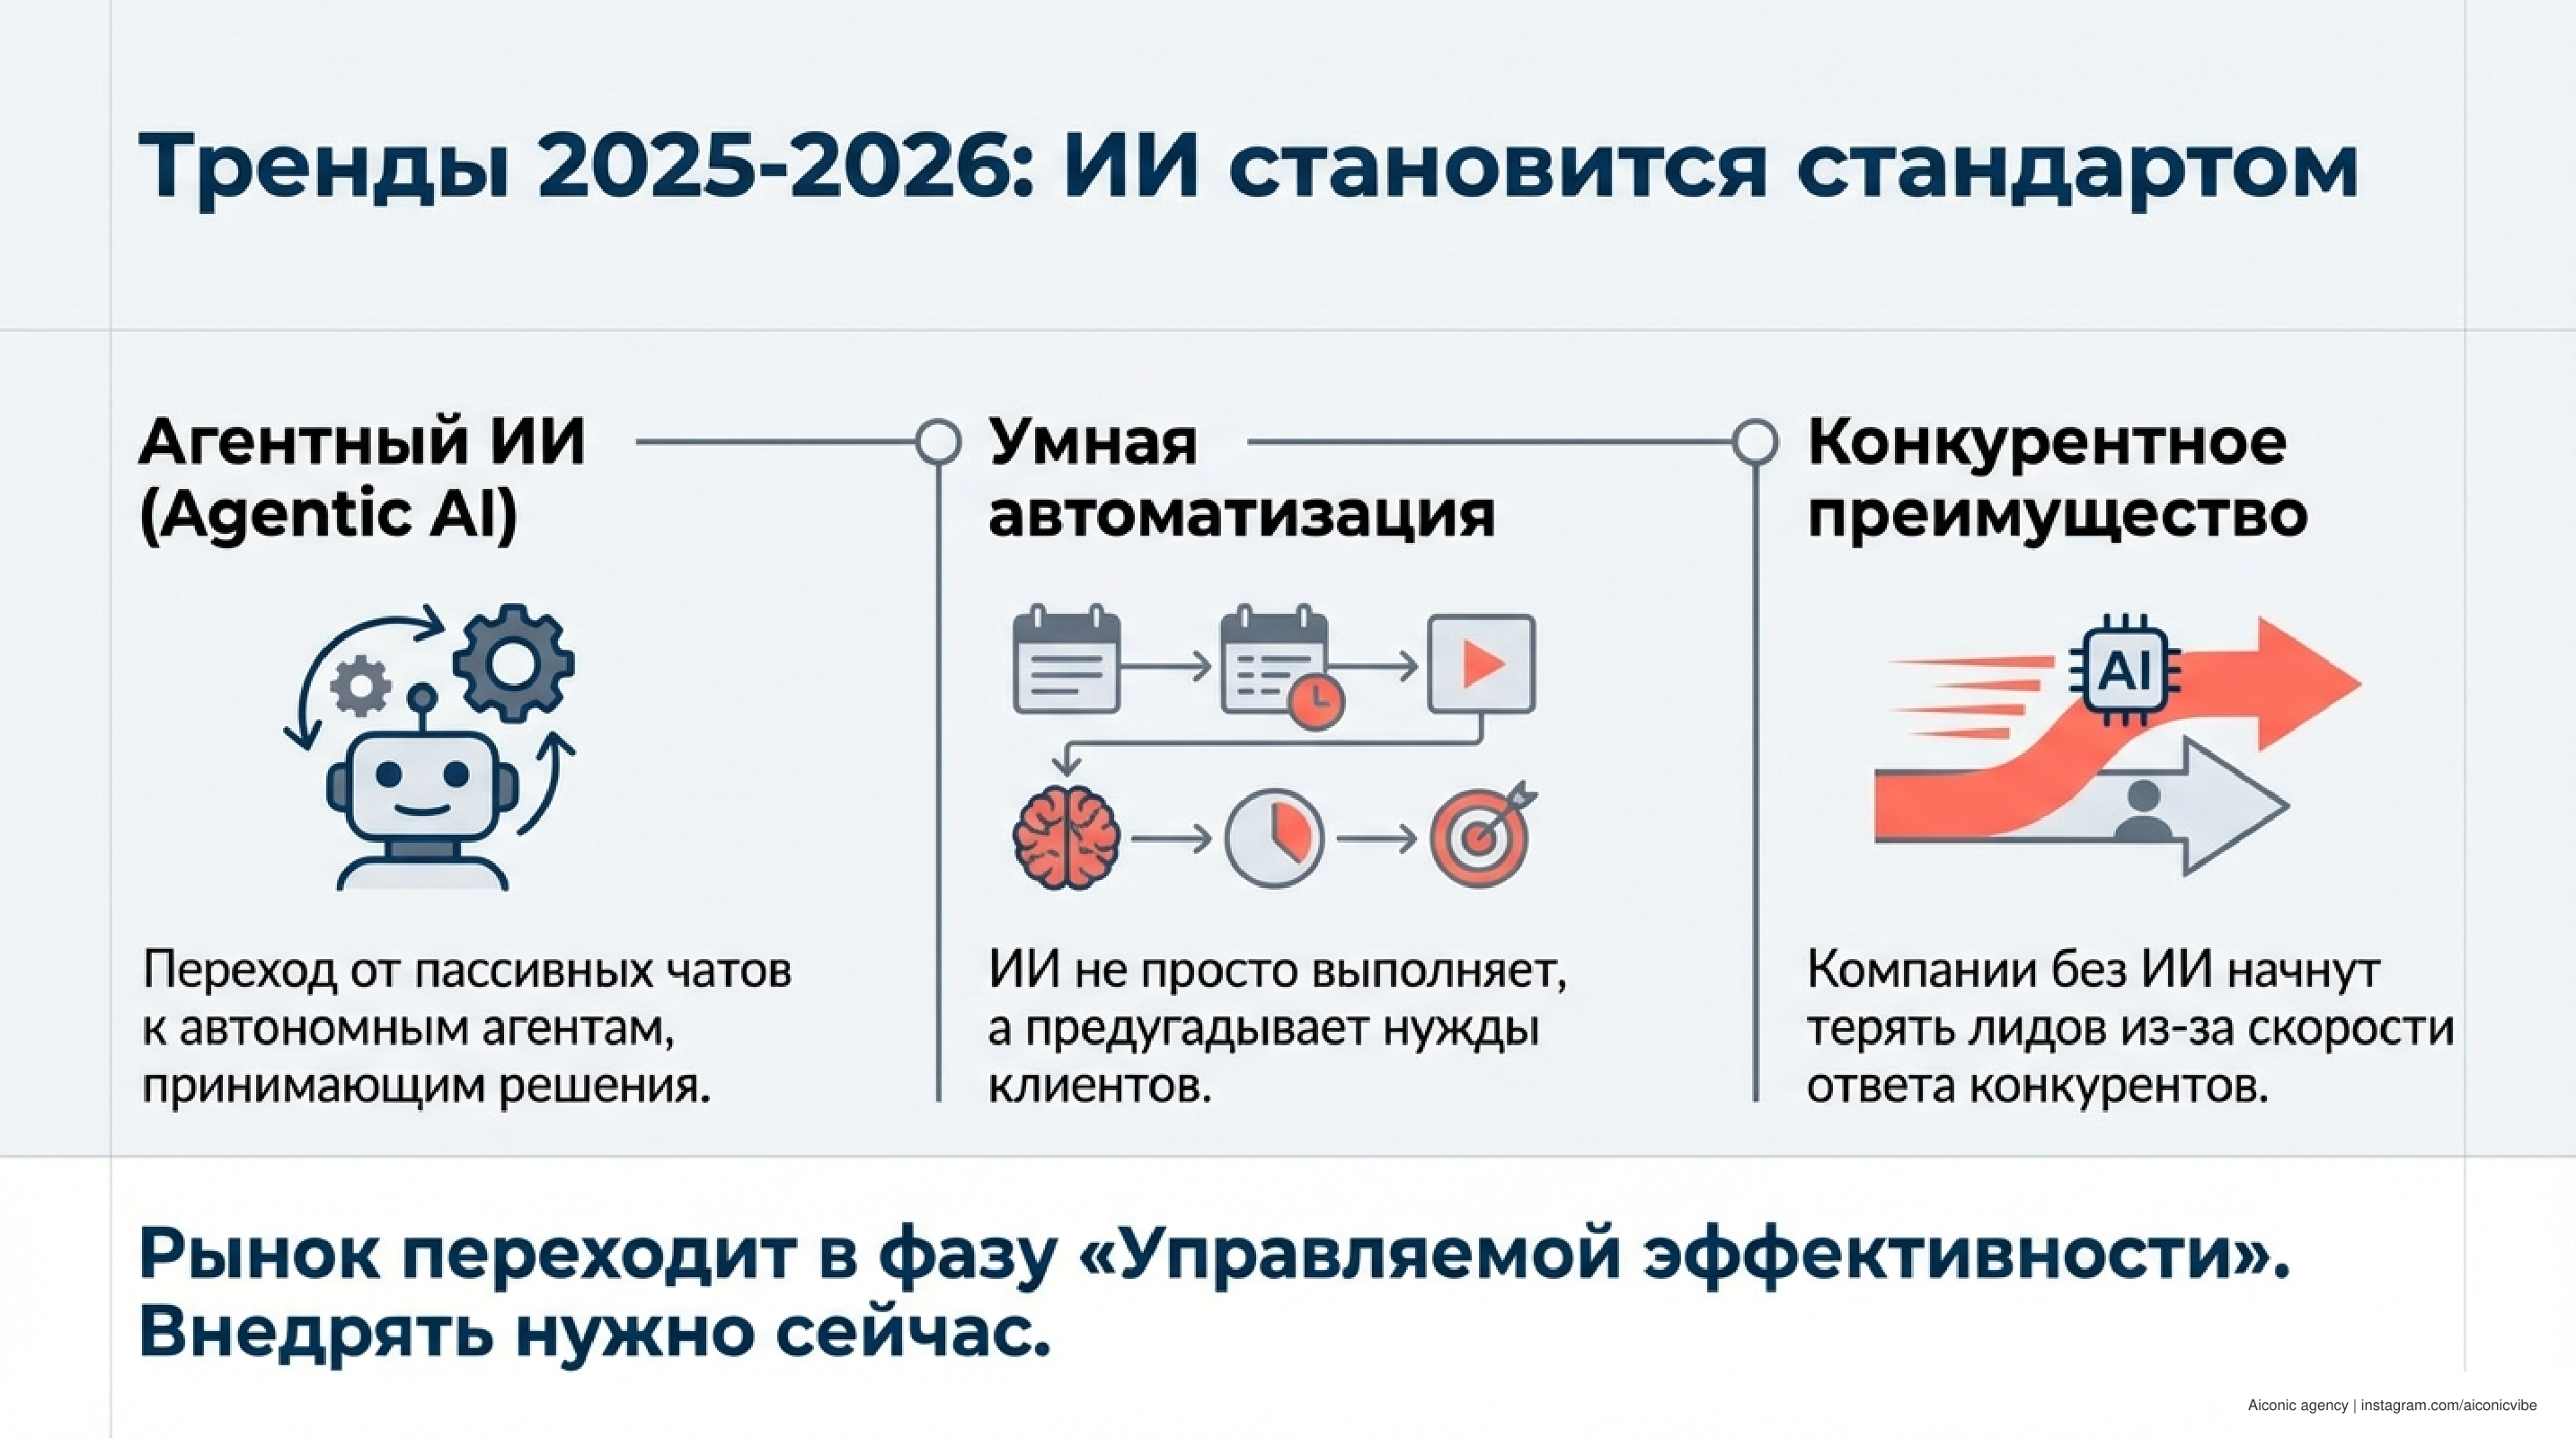 Тренды 2025-2026: ИИ становится стандартом
Агентный ИИ
(Agentic AI)
Переход от пассивных чатов
к автономным агентам,
принимающим решения.
Умная
автоматизация
ИИ не просто выполняет,
а предугадывает нужды
клиентов.
Конкурентное
преимущество
AI
Компании без ИИ начнут
терять лидов из-за скорости
ответа конкурентов.
Рынок переходит в фазу «Управляемой эффективности».
Внедрять нужно сейчас.
Aiconic agency | instagram.com/aiconicvibe